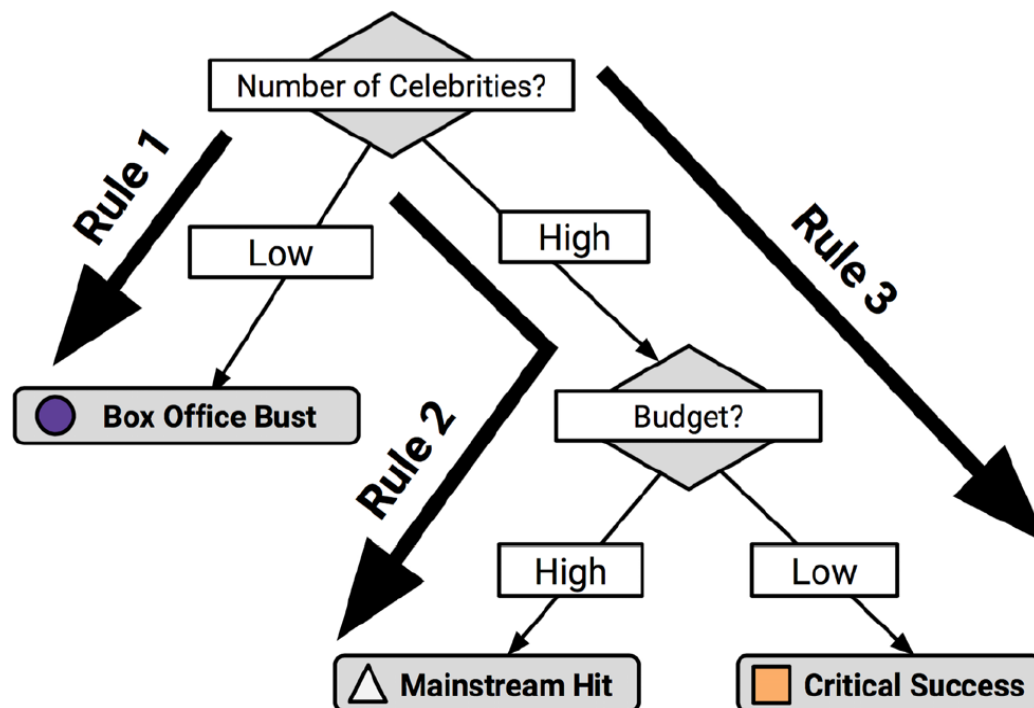 Number of Celebrities?
Rule 1
Low
High
Rule 3
Box Office Bust
Rule 2
Budget?
High
Low
Mainstream Hit
Critical Success